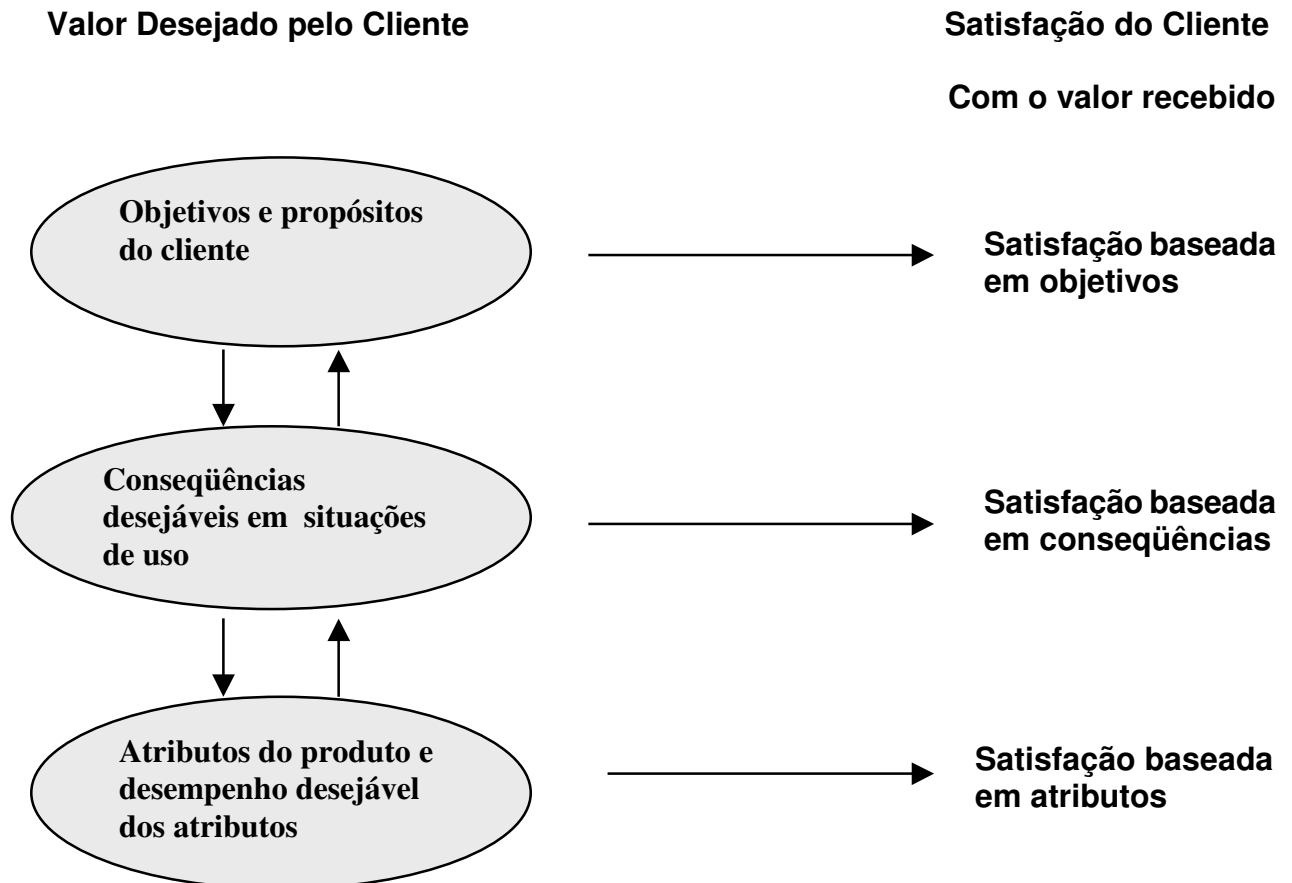 Valor Desejado pelo Cliente
Satisfação do Cliente
Com o valor recebido
Objetivos e propósitos
do cliente
Satisfação baseada
em objetivos
Conseqüências
desejáveis em situações
de uso
Satisfação baseada
em conseqüências
Atributos do produto e
desempenho desejável
dos atributos
Satisfação baseada
em atributos